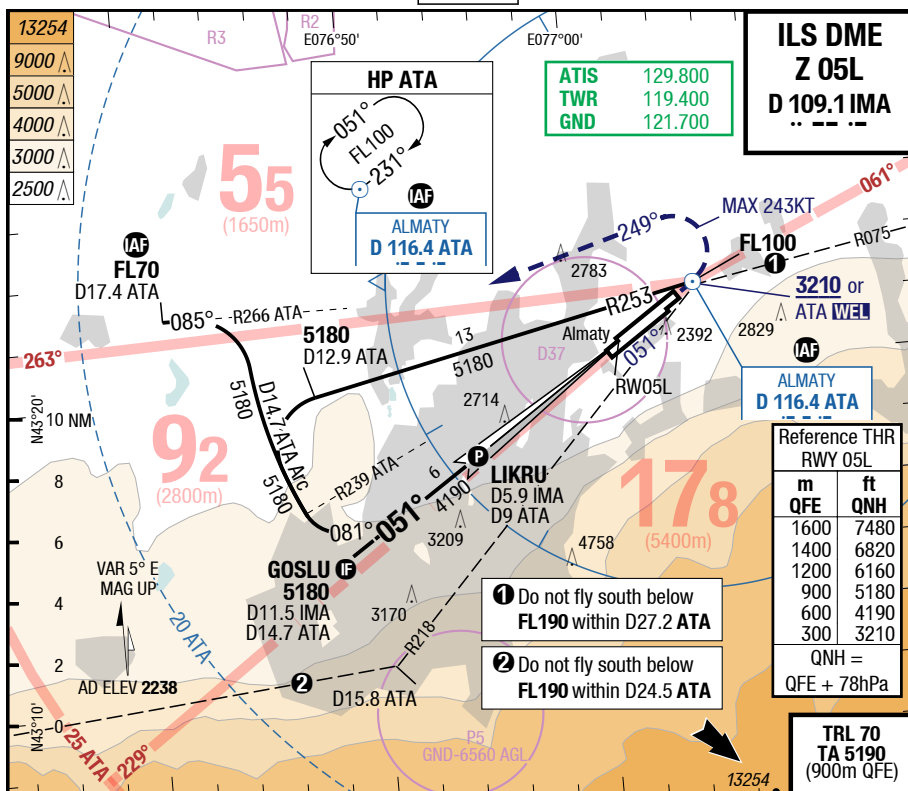 13254
9000
5000
4000
3000
2500
R3
R2
E076°50'
E077°00'
ILS DME
Z 05L
D 109.1 IMA
HP ATA
051°
FL100
231°
IAF
ALMATY
D 116.4 ATA
ATIS 129.800
TWR 119.400
GND 121.700
55
(1650m)
061°
249°
MAX 243KT
FL100
1
R075
IAF
FL70
D17.4 ATA
2783
3210 or
ATA WEL
085°
R266 ATA
5180
D12.9 ATA
13
5180
R253
Almaty
051°
2392
2829
263°
D37
RW05L
IAF
ALMATY
D 116.4 ATA
5180
D14.7 ATA Arc
5180
2714
N43°20'
10 NM
92
(2800m)
R239 ATA
6
4190
P
LIKRU
D5.9 IMA
D9 ATA
178
(5400m)
Reference THR
RWY 05L
m ft
QFE QNH
1600 7480
1400 6820
1200 6160
900 5180
600 4190
300 3210
QNH =
QFE + 78hPa
8
081°
051°
3209
4758
6
VAR 5° E
MAG UP
GOSLU
5180
IF
D11.5 IMA
D14.7 ATA
3170
4
20 ATA
R218
1 Do not fly south below
FL190 within D27.2 ATA
2 Do not fly south below
FL190 within D24.5 ATA
2
AD ELEV 2238
2
D15.8 ATA
N43°10'
0
25 ATA
229°
P5
GND-6560 AGL
13254
TRL 70
TA 5190
(900m QFE)